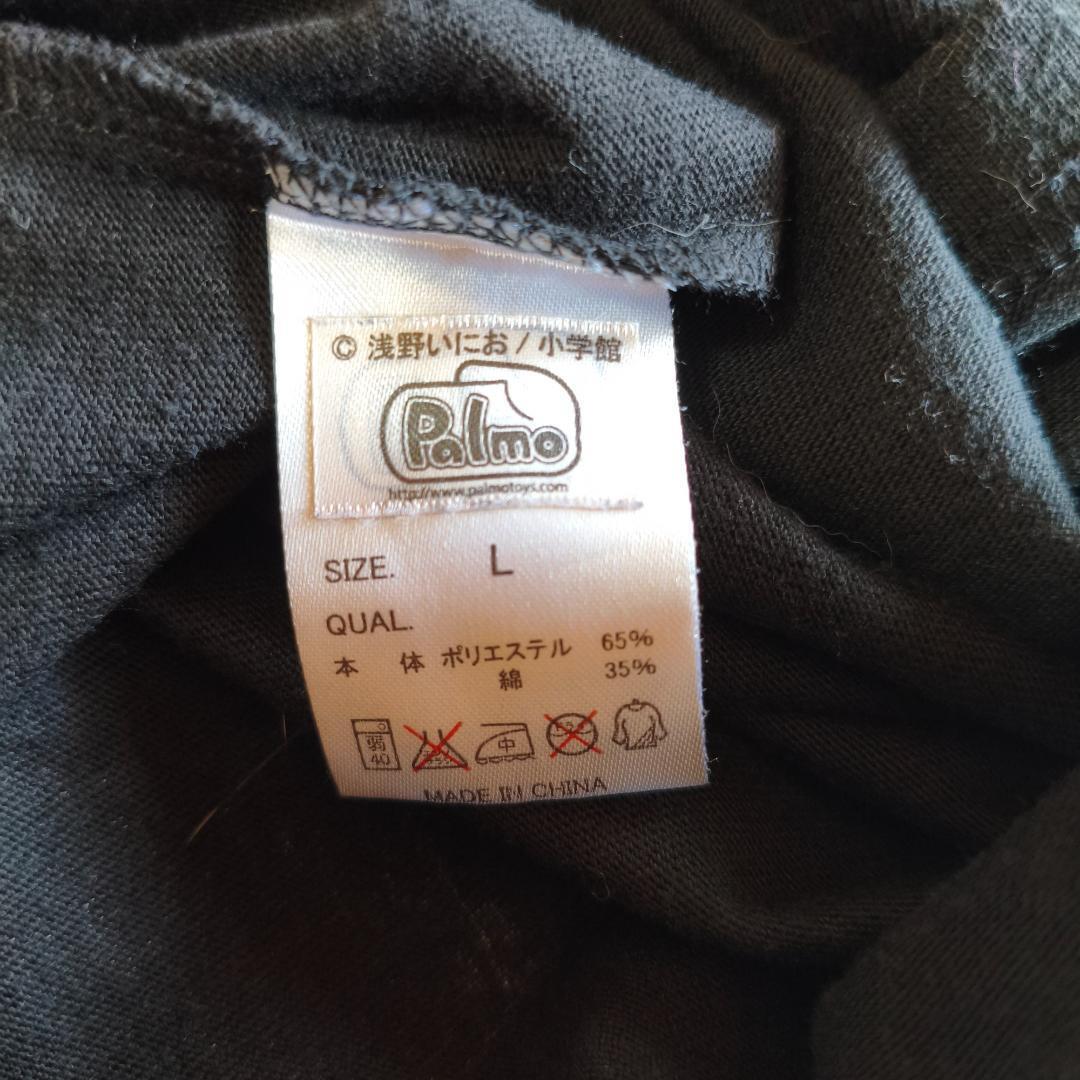 © 浅野いにお / 小学館
Palmo
http://www.palmotoys.com
SIZE. L
QUAL.
本 体 ポリエステル 65%
綿 35%
弱 40 中
MADE IN CHINA